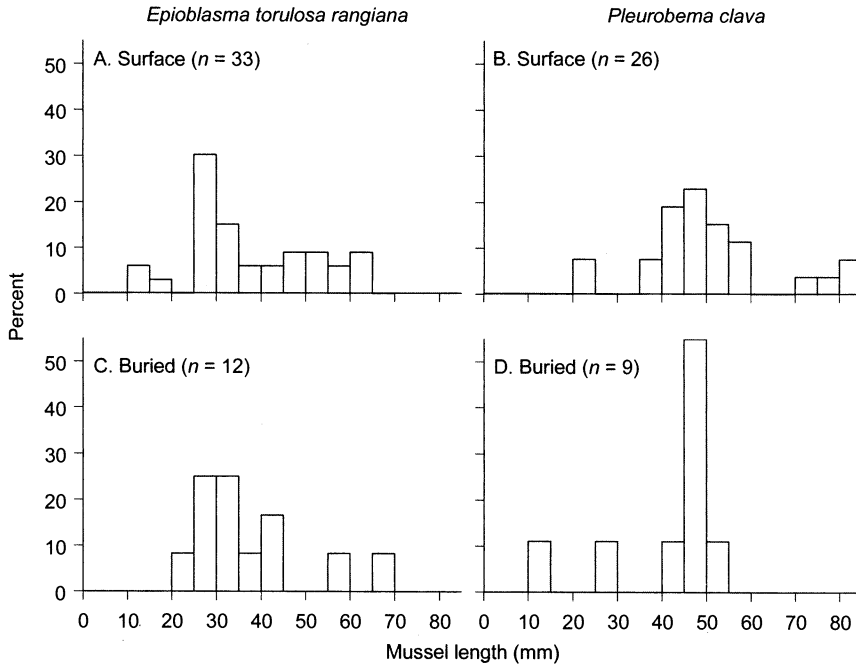 Epioblasma torulosa rangiana
Pleurobema clava
A. Surface (n = 33)
B. Surface (n = 26)
50
40
30
20
10
0
Percent
C. Buried (n = 12)
D. Buried (n = 9)
50
40
30
20
10
0
0 10 20 30 40 50 60 70 80
0 10 20 30 40 50 60 70 80
Mussel length (mm)